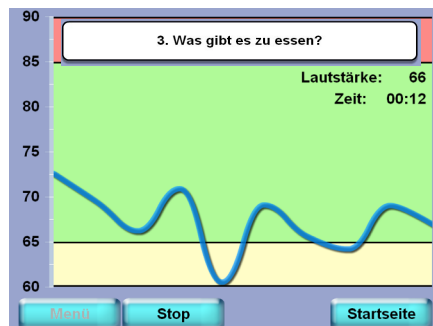 90
3. Was gibt es zu essen?
85
Lautstärke: 66
Zeit: 00:12
80
75
70
65
60
Menü Stop Startseite